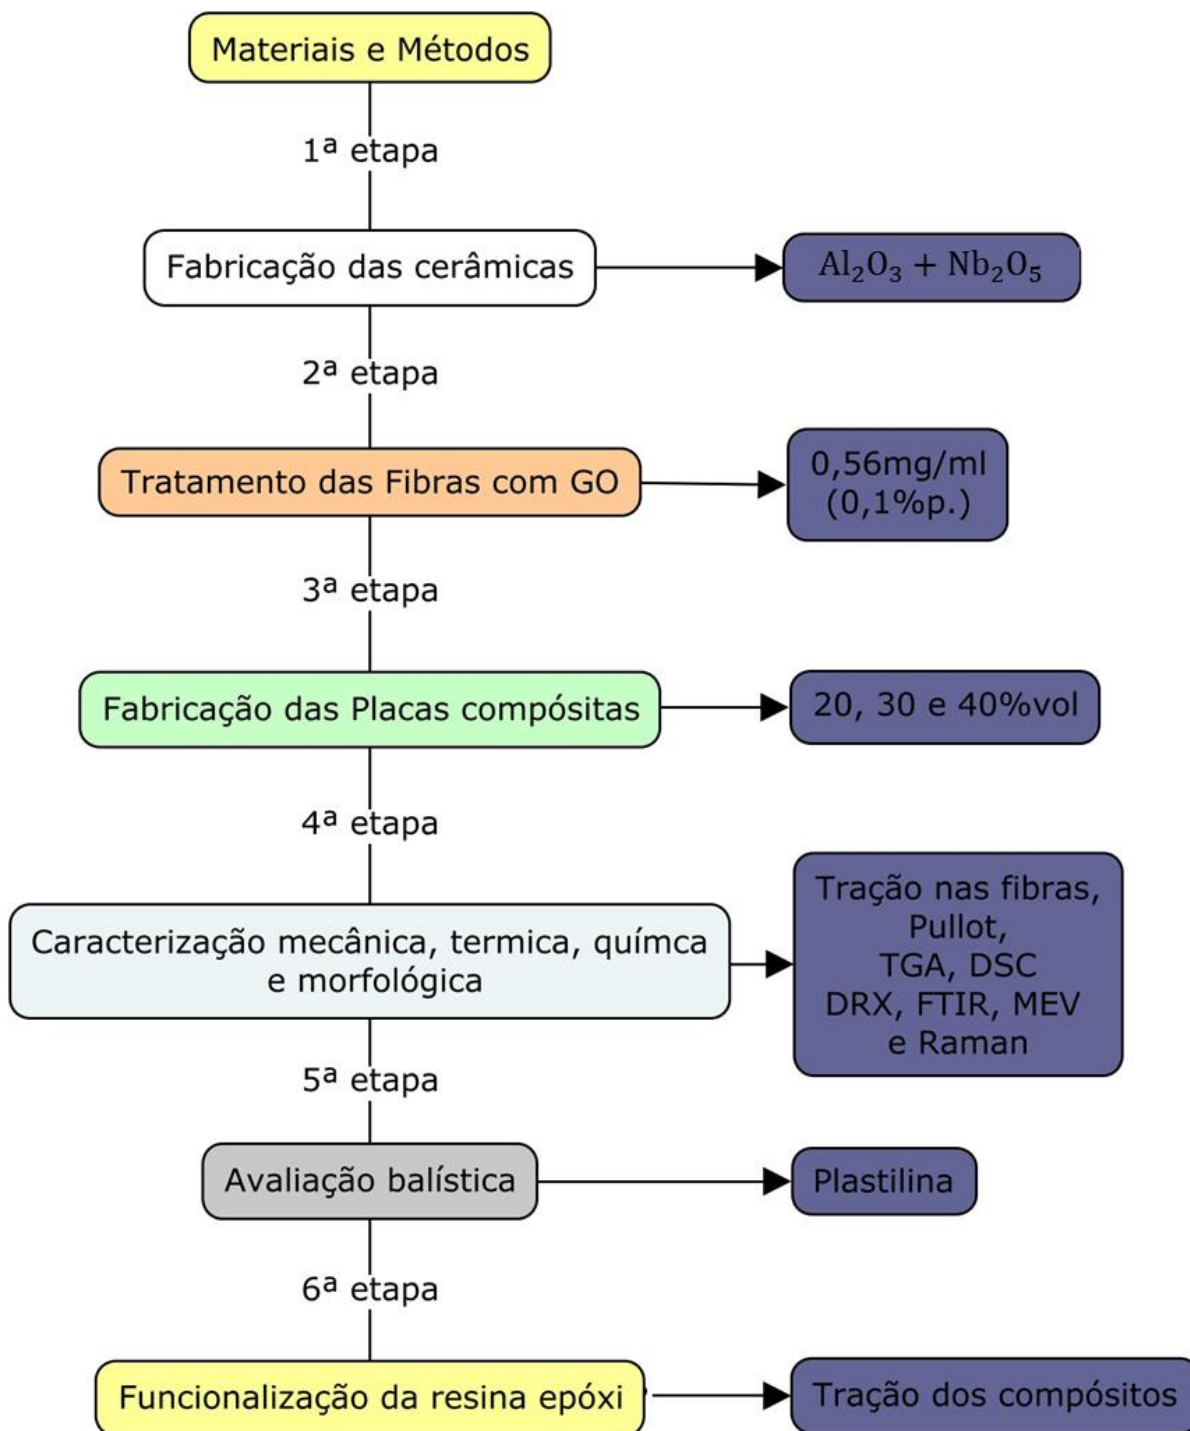 Materiais e Métodos
1ª etapa
Fabricação das cerâmicas
Al₂O₃ + Nb₂O₅
2ª etapa
Tratamento das Fibras com GO
0,56mg/ml
(0,1%p.)
3ª etapa
Fabricação das Placas compósitas
20, 30 e 40%vol
4ª etapa
Caracterização mecânica, termica, químca
e morfológica
Tração nas fibras,
Pullot,
TGA, DSC
DRX, FTIR, MEV
e Raman
5ª etapa
Avaliação balística
Plastilina
6ª etapa
Funcionalização da resina epóxi
Tração dos compósitos